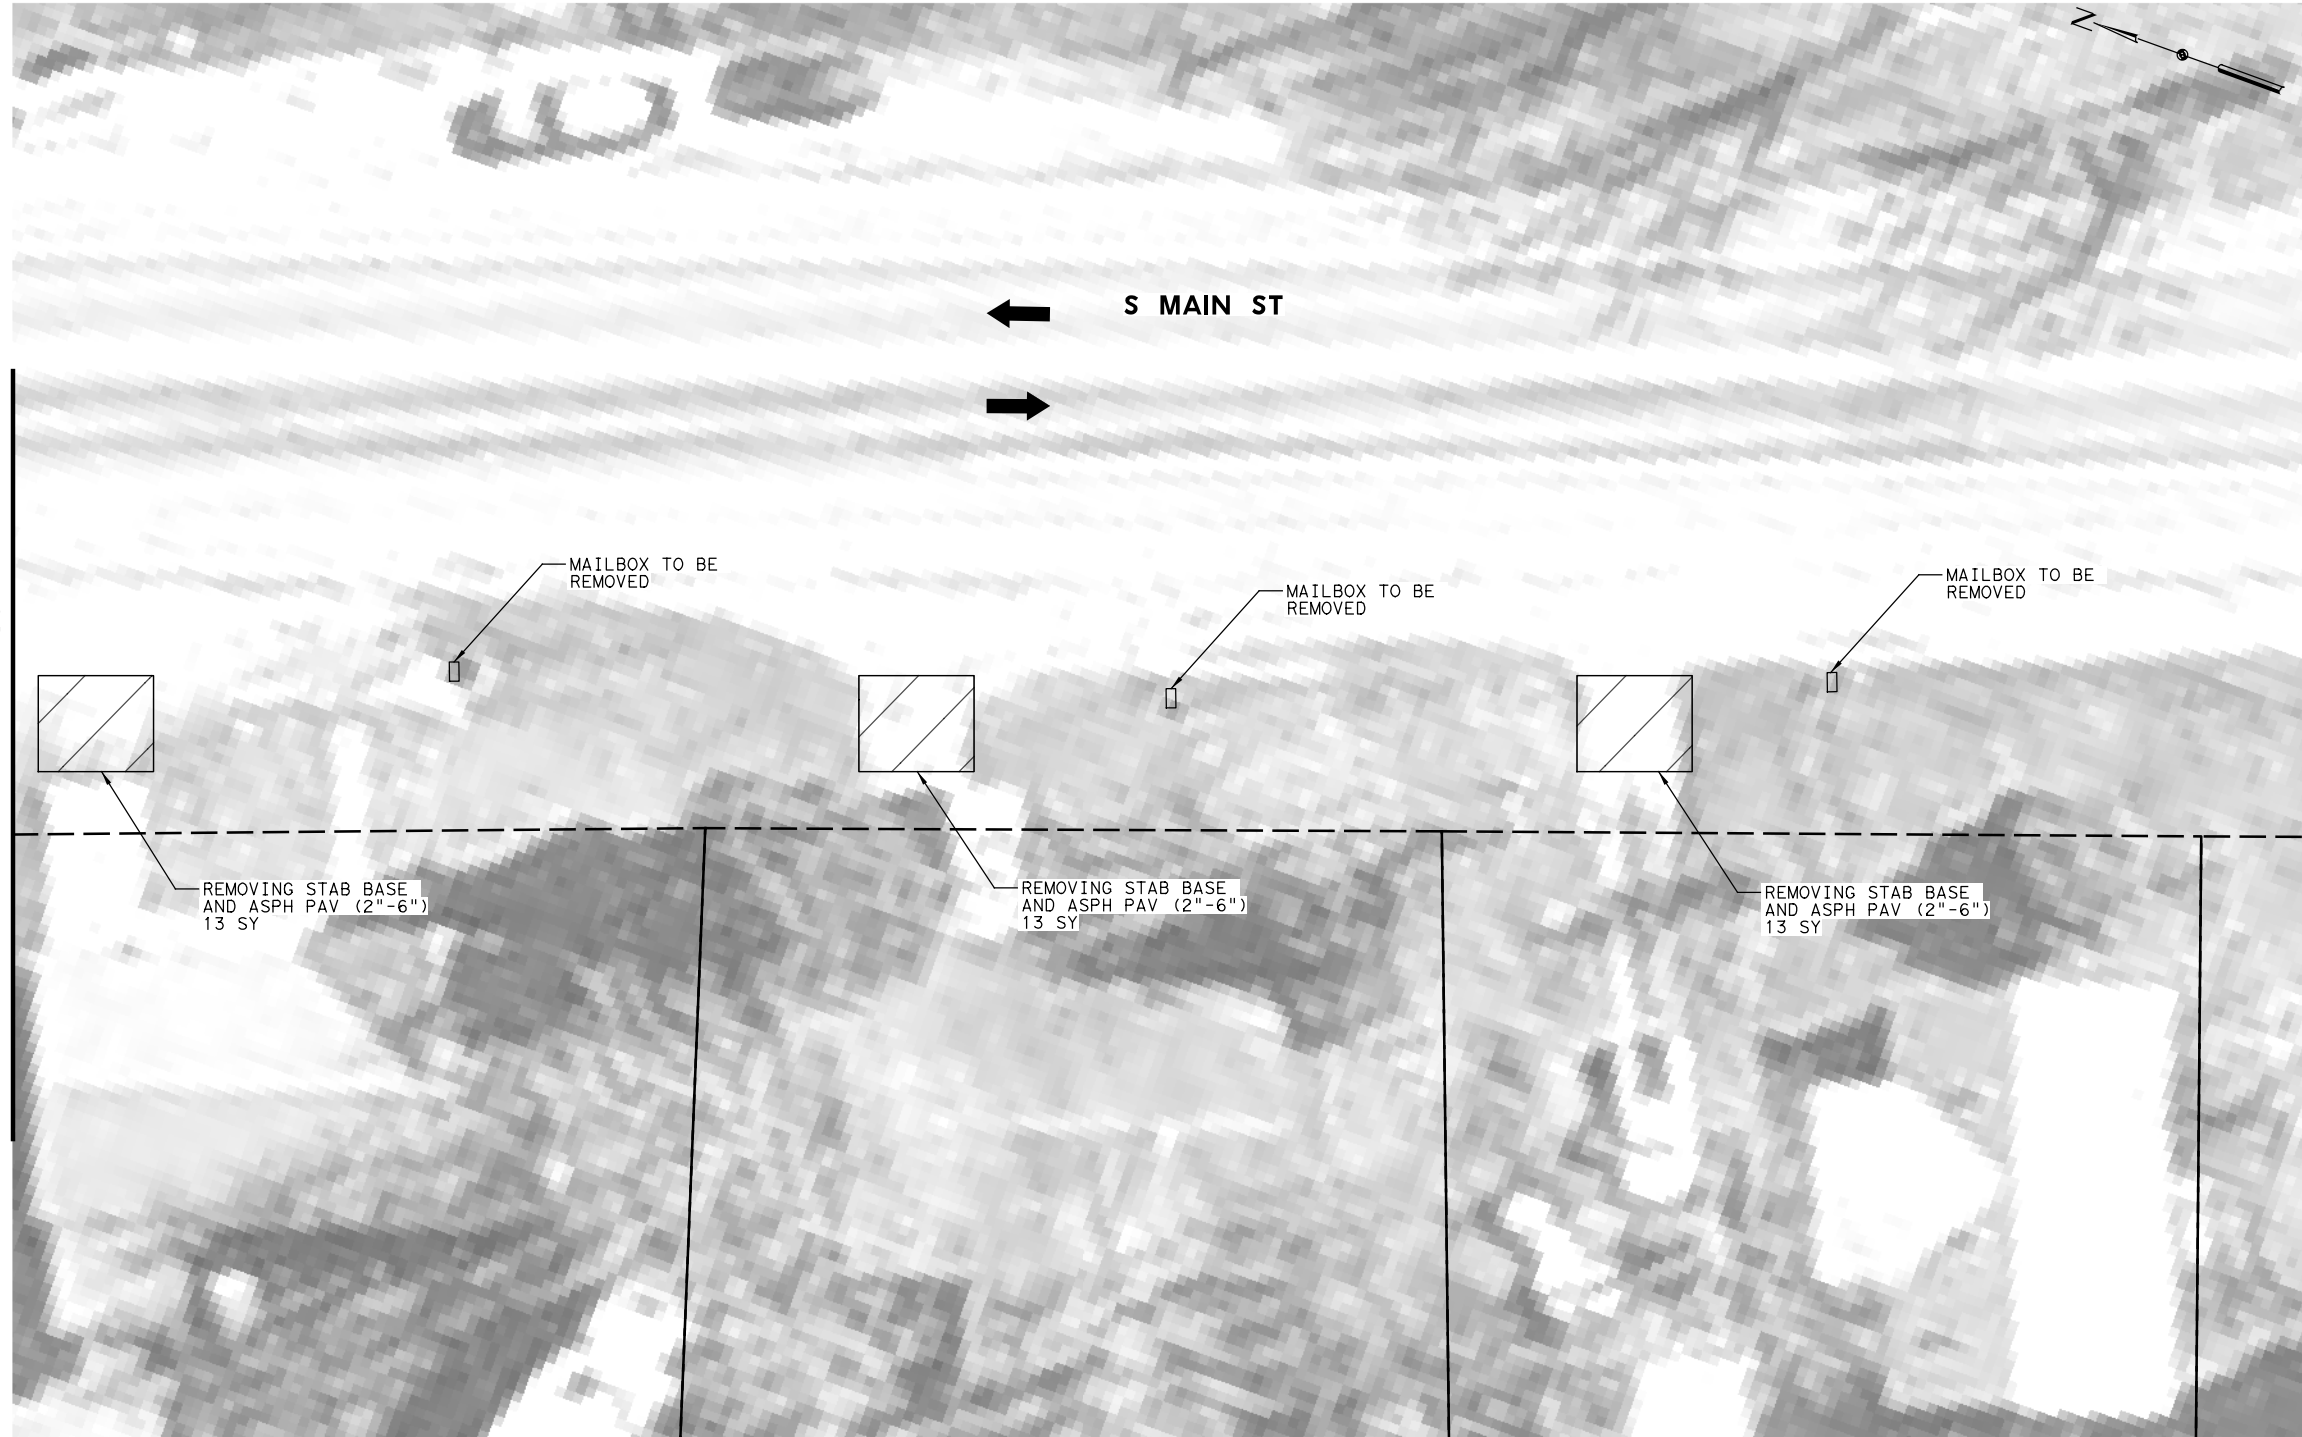 N
S MAIN ST
MAILBOX TO BE
REMOVED
MAILBOX TO BE
REMOVED
MAILBOX TO BE
REMOVED
REMOVING STAB BASE
AND ASPH PAV (2"-6")
13 SY
REMOVING STAB BASE
AND ASPH PAV (2"-6")
13 SY
REMOVING STAB BASE
AND ASPH PAV (2"-6")
13 SY